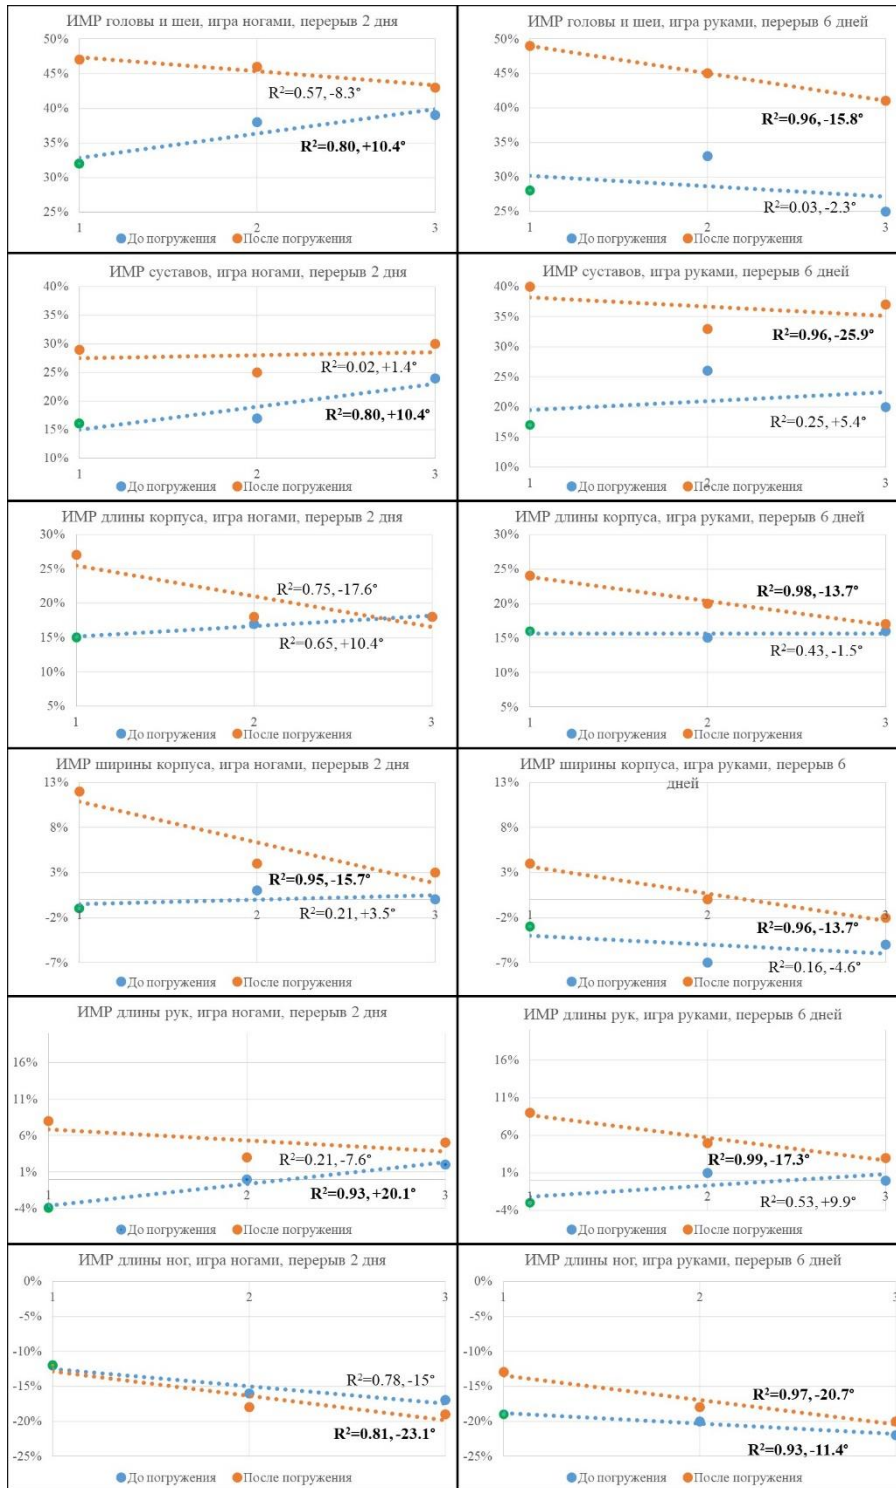 ИМР головы и шеи, игра ногами, перерыв 2 дня
50%
45%
40%
35%
30%
25%
R²=0.57, -8.3°
R²=0.80, +10.4°
1 2 3
До погружения После погружения
ИМР головы и шеи, игра руками, перерыв 6 дней
50%
45%
40%
35%
30%
25%
R²=0.96, -15.8°
R²=0.03, -2.3°
1 2 3
До погружения После погружения
ИМР суставов, игра ногами, перерыв 2 дня
40%
35%
30%
25%
20%
15%
10%
R²=0.02, +1.4°
R²=0.80, +10.4°
1 2 3
До погружения После погружения
ИМР суставов, игра руками, перерыв 6 дней
40%
35%
30%
25%
20%
15%
10%
R²=0.96, -25.9°
R²=0.25, +5.4°
1 2 3
До погружения После погружения
ИМР длины корпуса, игра ногами, перерыв 2 дня
30%
25%
20%
15%
10%
5%
R²=0.75, -17.6°
R²=0.65, +10.4°
1 2 3
До погружения После погружения
ИМР длины корпуса, игра руками, перерыв 6 дней
30%
25%
20%
15%
10%
5%
R²=0.98, -13.7°
R²=0.43, -1.5°
1 2 3
До погружения После погружения
ИМР ширины корпуса, игра ногами, перерыв 2 дня
13%
8%
3%
-2%
-7%
R²=0.95, -15.7°
R²=0.21, +3.5°
1 2 3
До погружения После погружения
ИМР ширины корпуса, игра руками, перерыв 6
дней
13%
8%
3%
-2%
-7%
1 2 3
R²=0.96, -13.7°
R²=0.16, -4.6°
До погружения После погружения
ИМР длины рук, игра ногами, перерыв 2 дня
16%
11%
6%
1%
-4%
R²=0.21, -7.6°
R²=0.93, +20.1°
1 2 3
До погружения После погружения
ИМР длины рук, игра руками, перерыв 6 дней
16%
11%
6%
1%
-4%
R²=0.99, -17.3°
R²=0.53, +9.9°
1 2 3
До погружения После погружения
ИМР длины ног, игра ногами, перерыв 2 дня
0%
-5%
-10%
-15%
-20%
-25%
1 2 3
R²=0.78, -15°
R²=0.81, -23.1°
До погружения После погружения
ИМР длины ног, игра руками, перерыв 6 дней
0%
-5%
-10%
-15%
-20%
-25%
1 2 3
R²=0.97, -20.7°
R²=0.93, -11.4°
До погружения После погружения